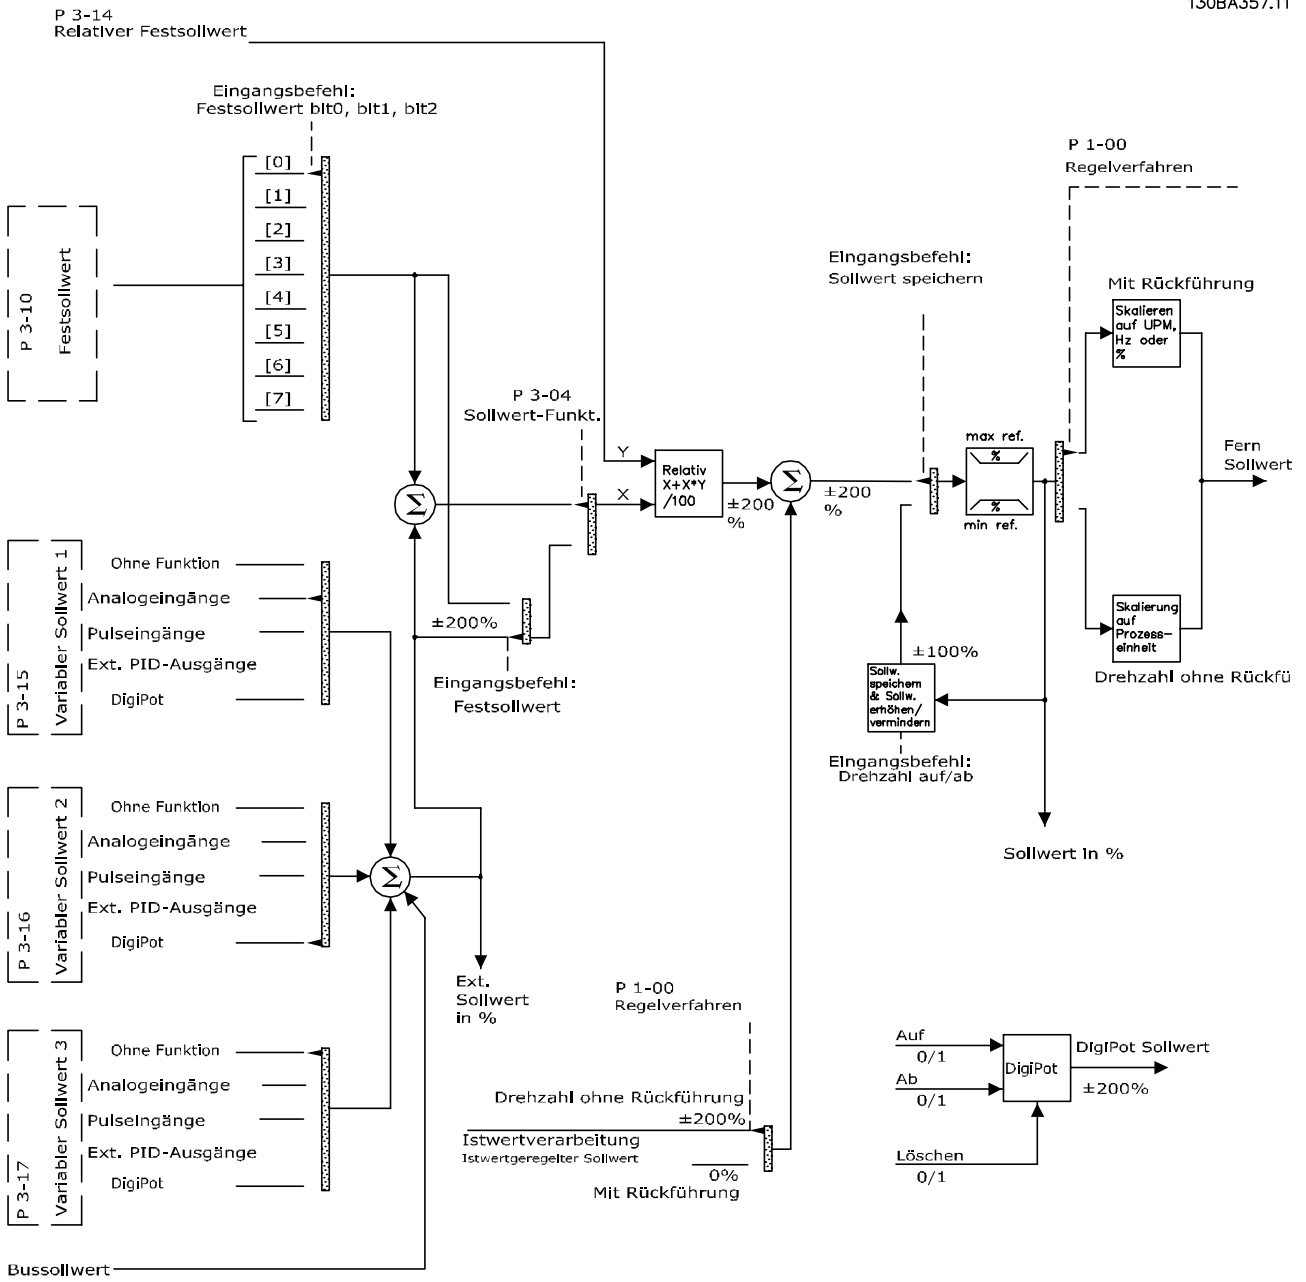 130BA357.11
P 3-14
Relativer Festsollwert
Eingangsbefehl:
Festsollwert bit0, bit1, bit2
[0]
[1]
[2]
[3]
[4]
[5]
[6]
[7]
P 3-10
Festsollwert
P 1-00
Regelverfahren
Eingangsbefehl:
Sollwert speichern
Mit Rückführung
Skalieren
auf UPM,
Hz oder
%
P 3-04
Sollwert-Funkt.
Y
X
Relativ
X+X*Y
/100
±200
%
Σ
±200
%
max ref.
%
%
min ref.
Fern
Sollwert
Σ
P 3-15
Variabler Sollwert 1
Ohne Funktion
Analogeingänge
Pulseingänge
Ext. PID-Ausgänge
DigiPot
±200%
Eingangsbefehl:
Festsollwert
±100%
Sollw.
speichern
& Sollw.
erhöhen/
vermindern
Eingangsbefehl:
Drehzahl auf/ab
Skalierung
auf
Prozess-
einheit
Drehzahl ohne Rückfü
Sollwert in %
P 3-16
Variabler Sollwert 2
Ohne Funktion
Analogeingänge
Pulseingänge
Ext. PID-Ausgänge
DigiPot
Σ
Ext.
Sollwert
in %
P 3-17
Variabler Sollwert 3
Ohne Funktion
Analogeingänge
Pulseingänge
Ext. PID-Ausgänge
DigiPot
P 1-00
Regelverfahren
Drehzahl ohne Rückführung
±200%
Istwertverarbeitung
Istwertgeregelter Sollwert
0%
Mit Rückführung
Auf
0/1
Ab
0/1
Löschen
0/1
DigiPot
DigiPot Sollwert
±200%
Bussollwert